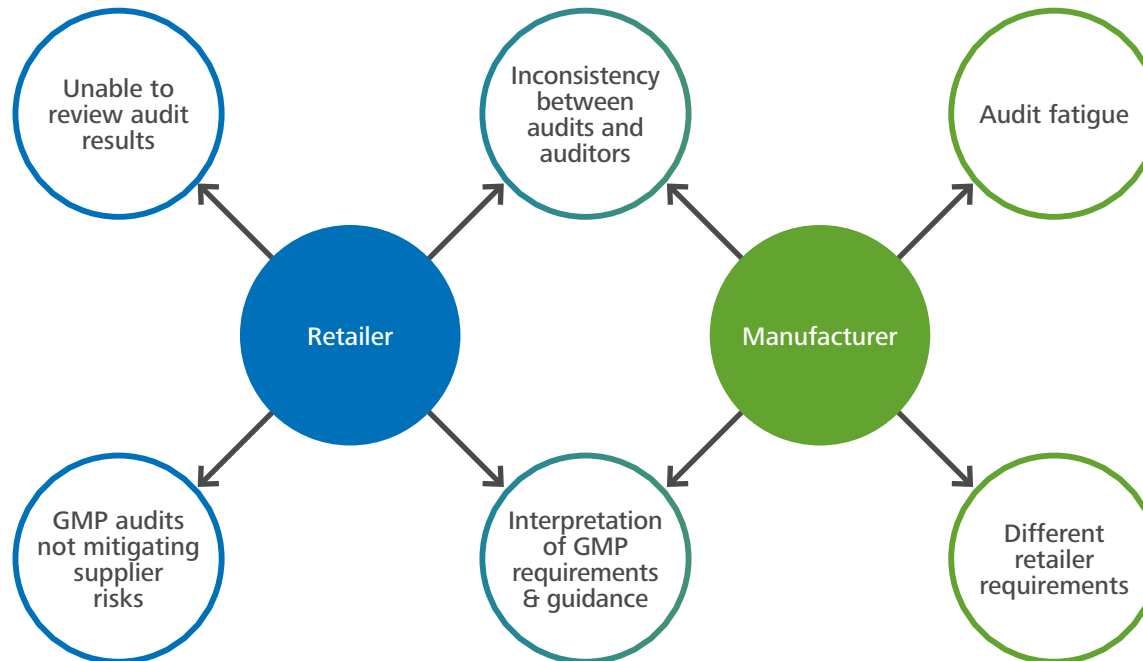 Unable to
review audit
results
Inconsistency
between
audits and
auditors
Audit fatigue
Retailer
Manufacturer
GMP audits
not mitigating
supplier
risks
Interpretation
of GMP
requirements
& guidance
Different
retailer
requirements